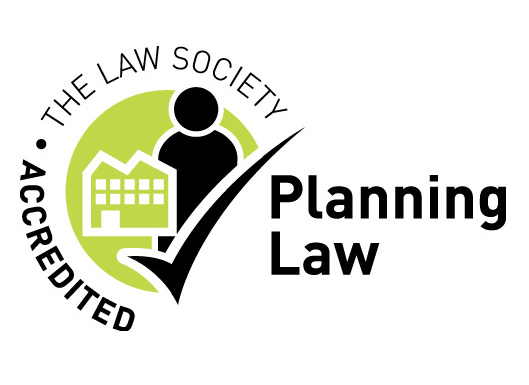 THE LAW SOCIETY
• ACCREDITED
Planning
Law